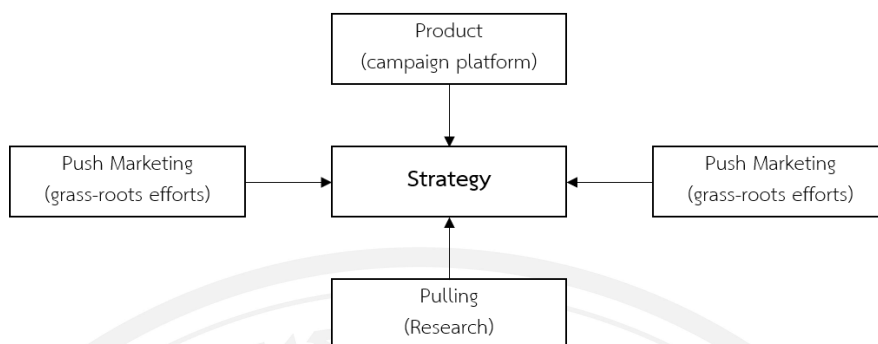 Product
(campaign platform)
Push Marketing
(grass-roots efforts)
Strategy
Push Marketing
(grass-roots efforts)
Pulling
(Research)